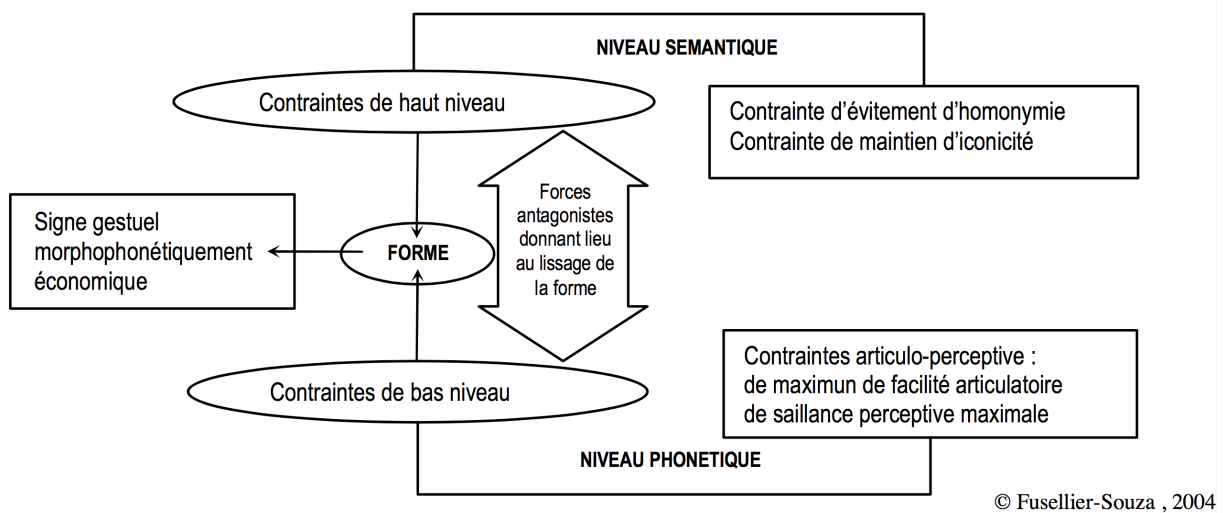 NIVEAU SEMANTIQUE
Contraintes de haut niveau
Contrainte d'évitement d'homonymie
Contrainte de maintien d'iconicité
Forces
antagonistes
donnant lieu
au lissage de
la forme
Signe gestuel
morphophonétiquement
économique
FORME
Contraintes articulo-perceptive :
de maximun de facilité articulatoire
de saillance perceptive maximale
Contraintes de bas niveau
NIVEAU PHONETIQUE
© Fusellier-Souza , 2004